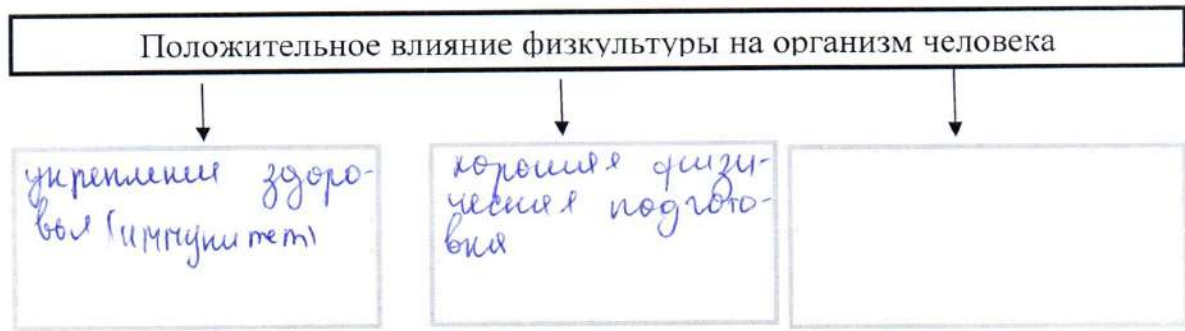 Положительное влияние физкультуры на организм человека
укрепление здоро-
вья (иммунитет)
хорошая физи-
ческая подгото-
вка